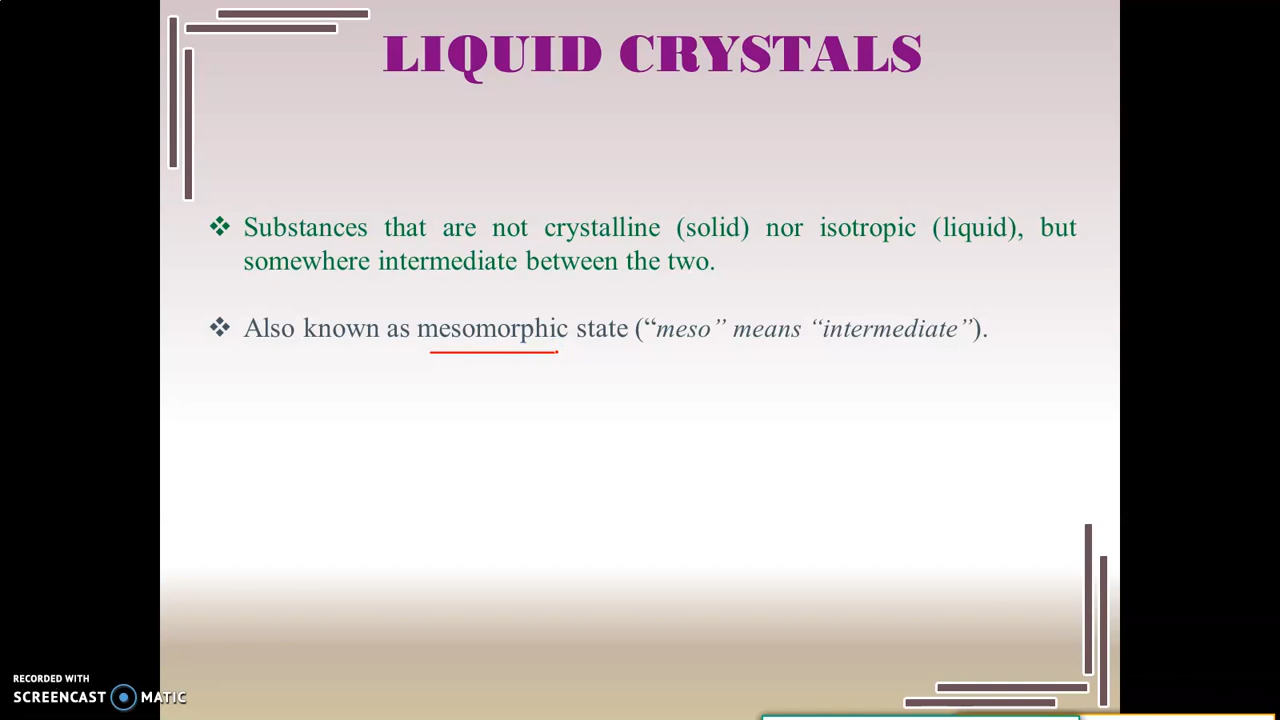 LIQUID CRYSTALS
❖ Substances that are not crystalline (solid) nor isotropic (liquid), but
somewhere intermediate between the two.
❖ Also known as mesomorphic state (“meso” means “intermediate”).
RECORDED WITH
SCREENCAST MATIC